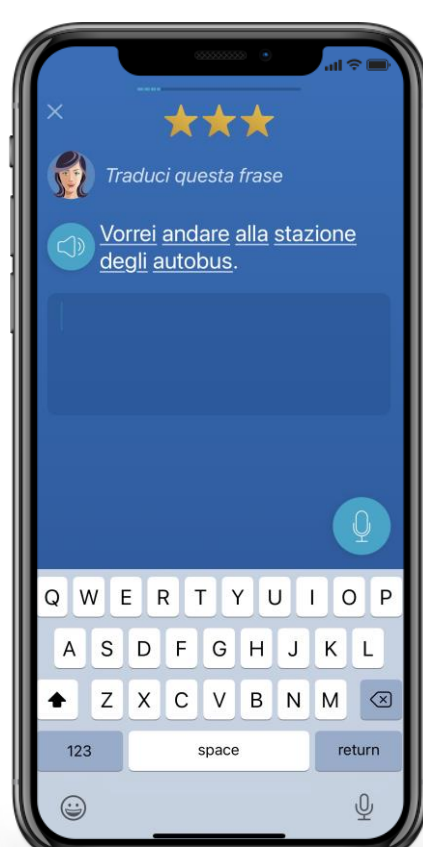 Traduci questa frase
Vorrei andare alla stazione
degli autobus.
Q W E R T Y U I O P
A S D F G H J K L
Z X C V B N M
123 space return